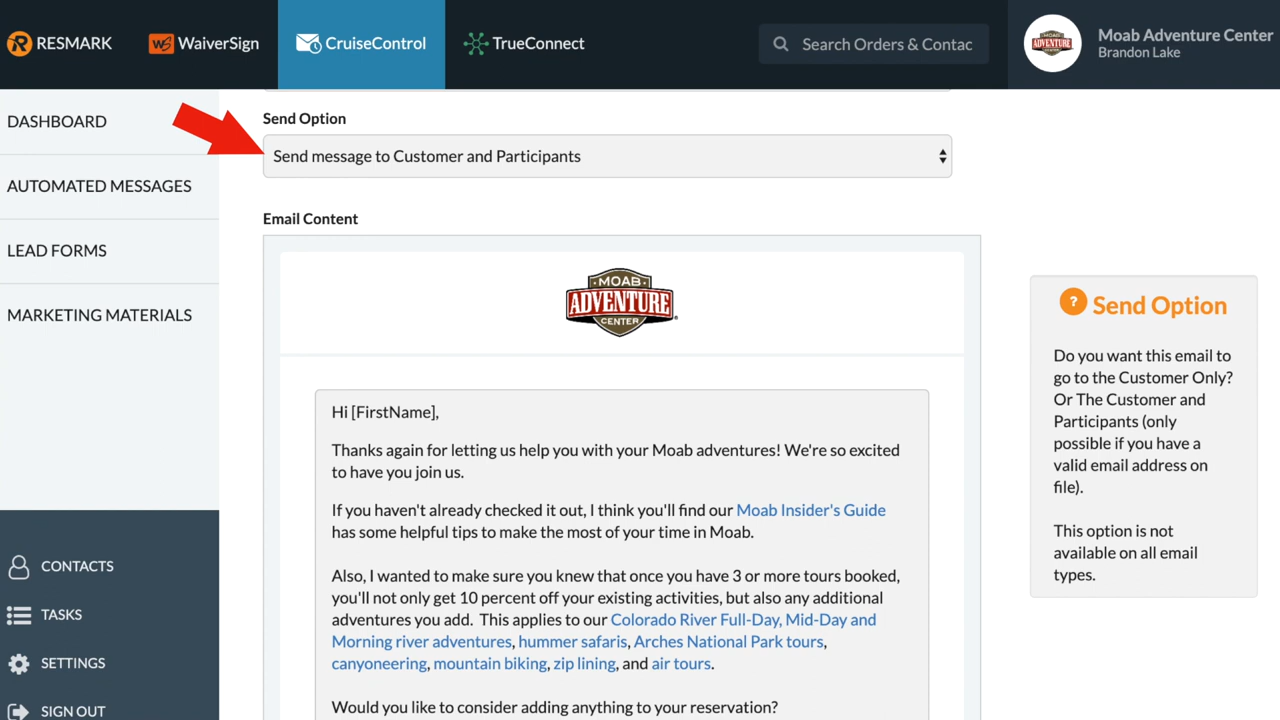 RESMARK
WS WaiverSign
CruiseControl
TrueConnect
Search Orders & Contac
MOAB ADVENTURE CENTER
Moab Adventure Center
Brandon Lake
DASHBOARD
AUTOMATED MESSAGES
LEAD FORMS
MARKETING MATERIALS
CONTACTS
TASKS
SETTINGS
SIGN OUT
Send Option
Send message to Customer and Participants
Email Content
MOAB
ADVENTURE
CENTER
Hi [FirstName],
Thanks again for letting us help you with your Moab adventures! We're so excited
to have you join us.
If you haven't already checked it out, I think you'll find our Moab Insider's Guide
has some helpful tips to make the most of your time in Moab.
Also, I wanted to make sure you knew that once you have 3 or more tours booked,
you'll not only get 10 percent off your existing activities, but also any additional
adventures you add. This applies to our Colorado River Full-Day, Mid-Day and
Morning river adventures, hummer safaris, Arches National Park tours,
canyoneering, mountain biking, zip lining, and air tours.
Would you like to consider adding anything to your reservation?
? Send Option
Do you want this email to
go to the Customer Only?
Or The Customer and
Participants (only
possible if you have a
valid email address on
file).
This option is not
available on all email
types.